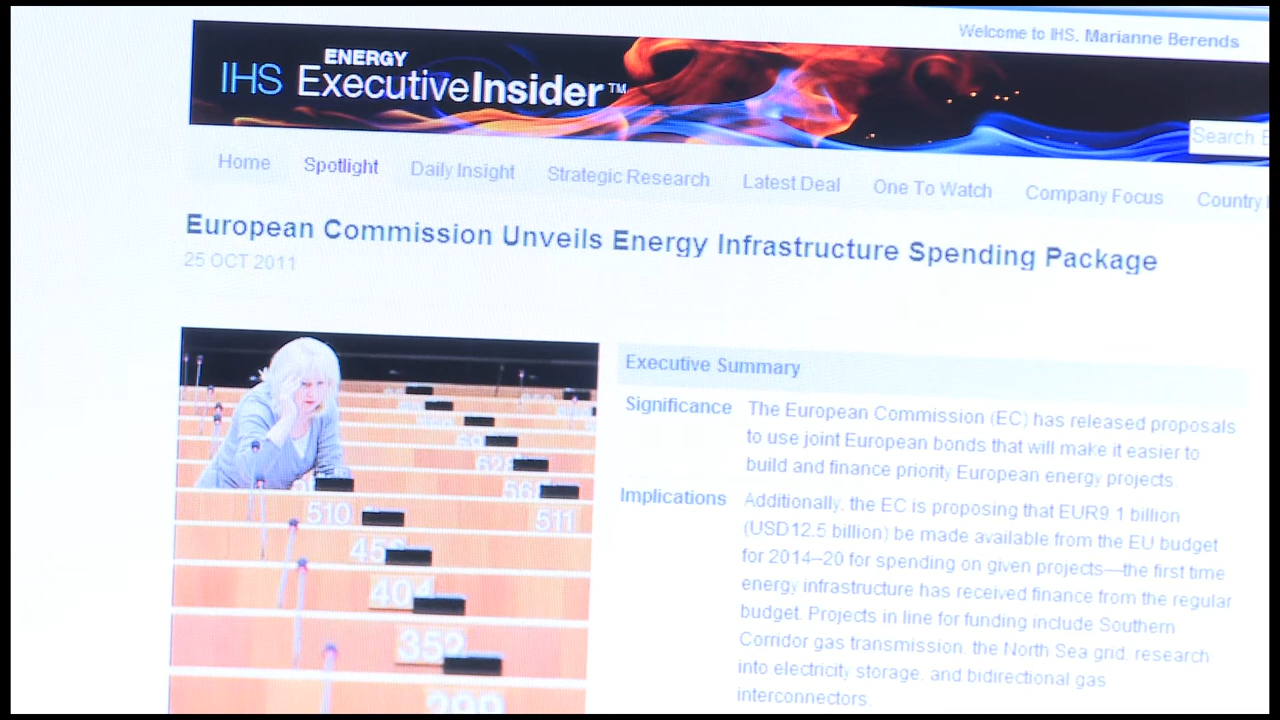 Welcome to IHS, Marianne Berends
ENERGY
IHS ExecutiveInsider™
Search
Home Spotlight Daily Insight Strategic Research Latest Deal One To Watch Company Focus Country
European Commission Unveils Energy Infrastructure Spending Package
25 OCT 2011
Executive Summary
Significance The European Commission (EC) has released proposals
to use joint European bonds that will make it easier to
build and finance priority European energy projects.
Implications Additionally, the EC is proposing that EUR9.1 billion
(USD12.5 billion) be made available from the EU budget
for 2014–20 for spending on given projects—the first time
energy infrastructure has received finance from the regular
budget. Projects in line for funding include Southern
Corridor gas transmission, the North Sea grid, research
into electricity storage, and bidirectional gas
interconnectors.
510
511
404
352